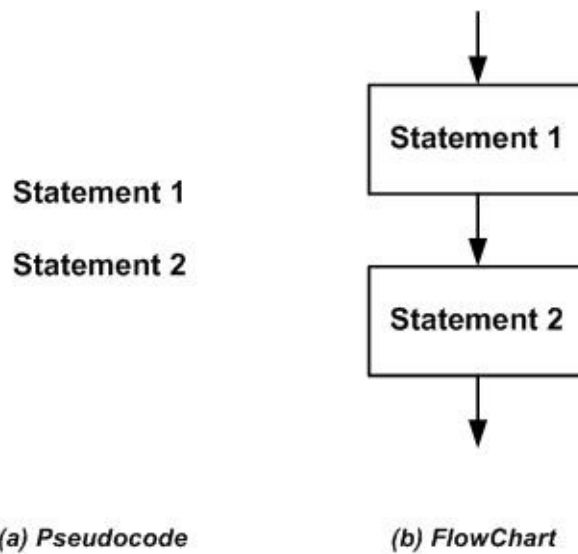 Statement 1
Statement 2
Statement 1
Statement 2
(a) Pseudocode
(b) FlowChart